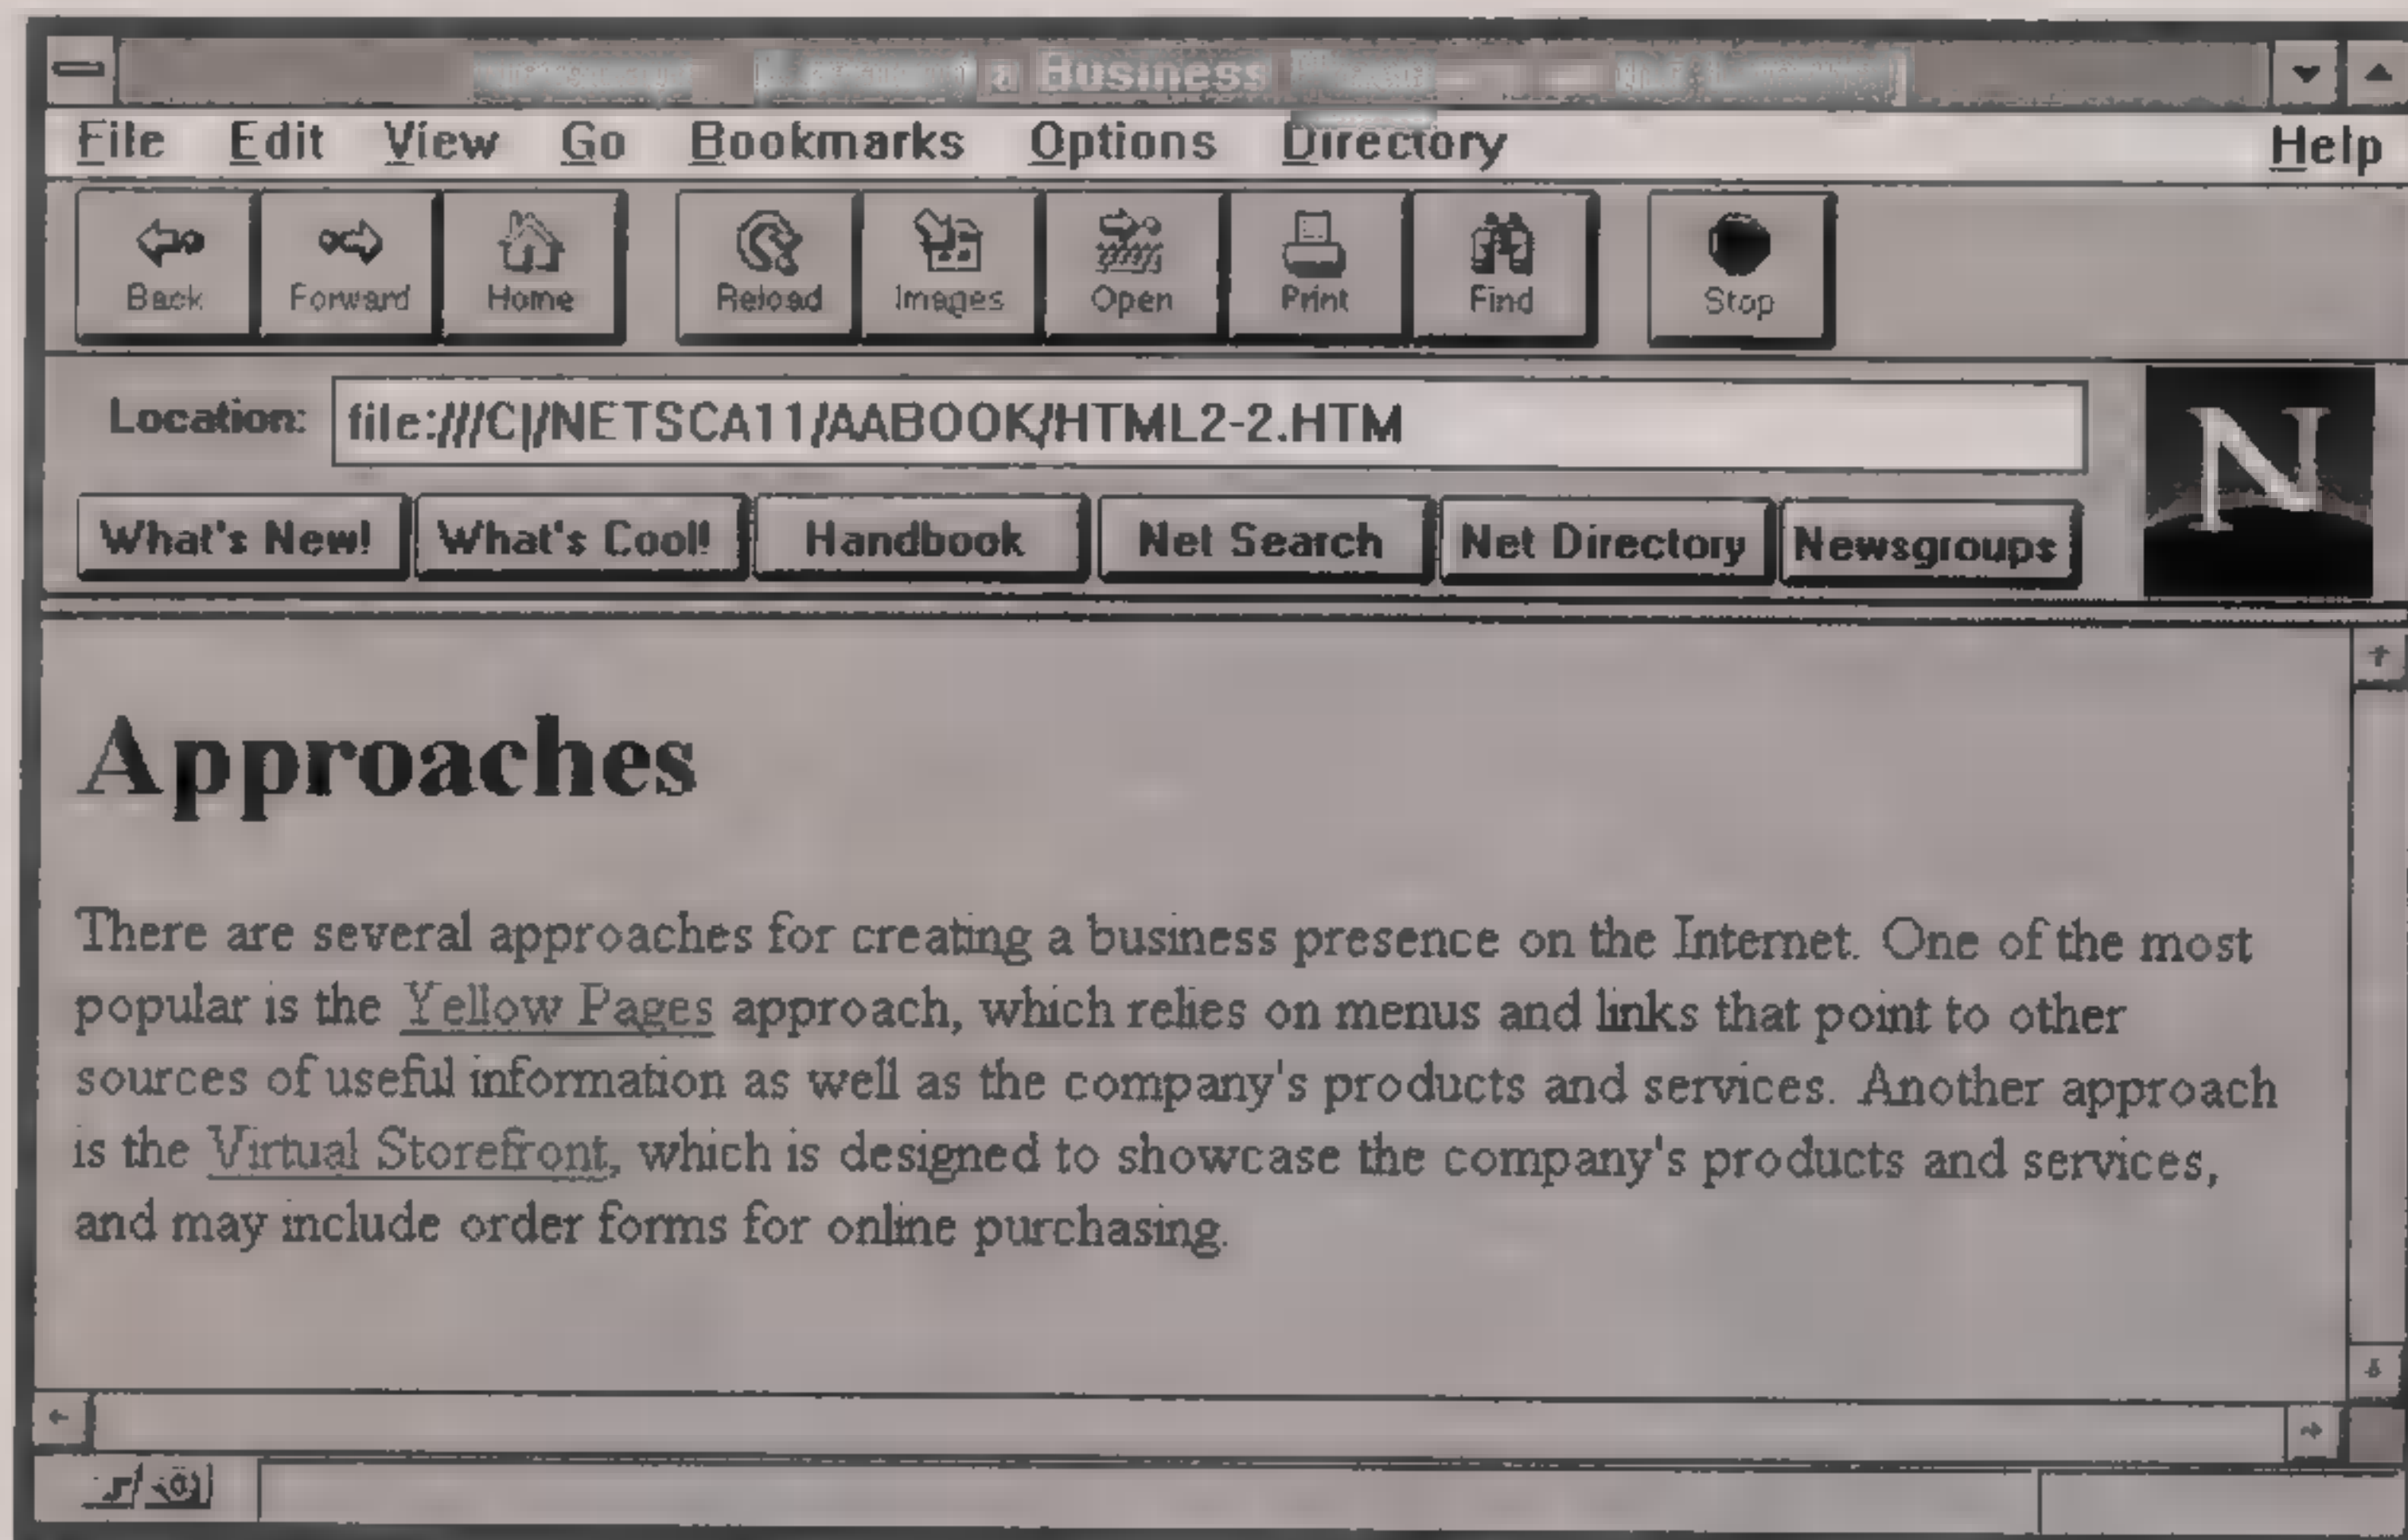 a Business
File Edit View Go Bookmarks Options Directory Help
Back Forward Home Reload Images Open Print Find Stop
Location: file:///C|/NETSCA11/AABOOK/HTML2-2.HTM
N
What's New! What's Cool! Handbook Net Search Net Directory Newsgroups
Approaches
There are several approaches for creating a business presence on the Internet. One of the most
popular is the Yellow Pages approach, which relies on menus and links that point to other
sources of useful information as well as the company's products and services. Another approach
is the Virtual Storefront, which is designed to showcase the company's products and services,
and may include order forms for online purchasing.